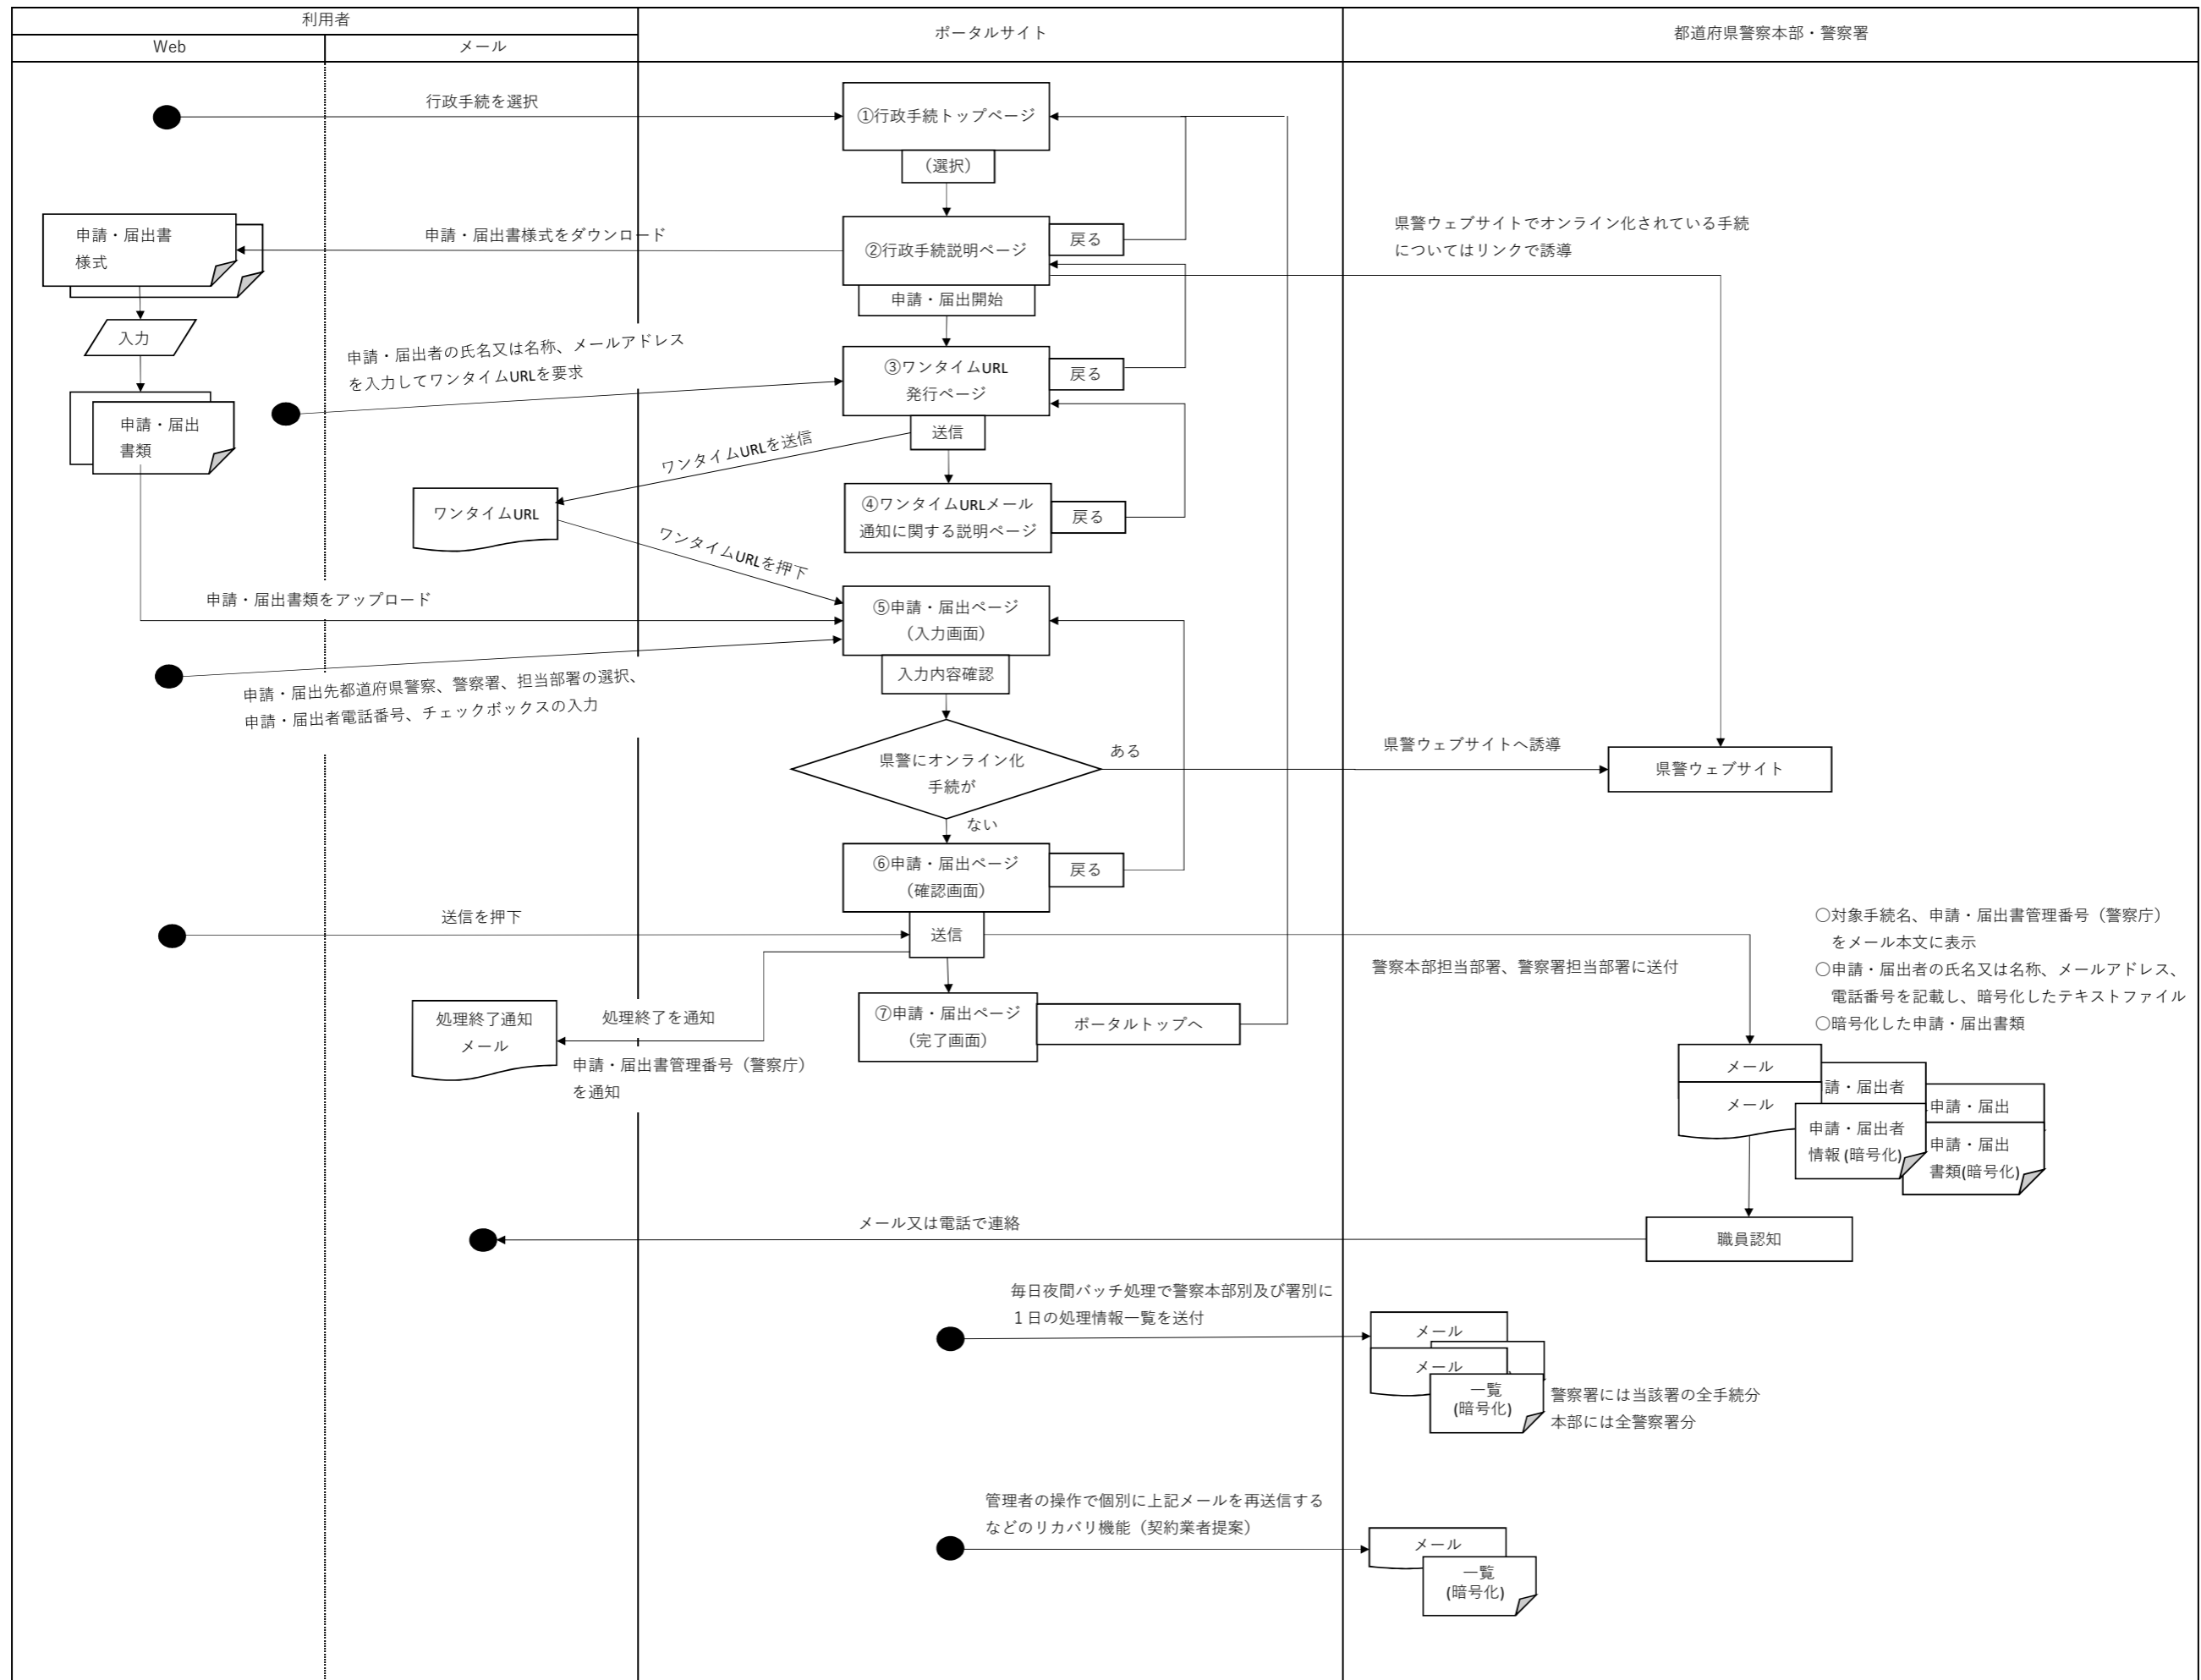 利用者
Web
メール
ポータルサイト
都道府県警察本部・警察署
行政手続を選択
①行政手続トップページ
（選択）
申請・届出書
様式
申請・届出書様式をダウンロード
②行政手続説明ページ
戻る
県警ウェブサイトでオンライン化されている手続
についてはリンクで誘導
申請・届出開始
入力
申請・届出者の氏名又は名称、メールアドレス
を入力してワンタイムURLを要求
③ワンタイムURL
発行ページ
戻る
申請・届出
書類
送信
ワンタイムURLを送信
ワンタイムURL
④ワンタイムURLメール
通知に関する説明ページ
戻る
ワンタイムURLを押下
申請・届出書類をアップロード
⑤申請・届出ページ
（入力画面）
入力内容確認
申請・届出先都道府県警察、警察署、担当部署の選択、
申請・届出者電話番号、チェックボックスの入力
県警にオンライン化
手続が
ある
県警ウェブサイトへ誘導
県警ウェブサイト
ない
⑥申請・届出ページ
（確認画面）
戻る
送信を押下
送信
警察本部担当部署、警察署担当部署に送付
○対象手続名、申請・届出書管理番号（警察庁）
をメール本文に表示
○申請・届出者の氏名又は名称、メールアドレス、
電話番号を記載し、暗号化したテキストファイル
○暗号化した申請・届出書類
処理終了通知
メール
処理終了を通知
申請・届出書管理番号（警察庁）
を通知
⑦申請・届出ページ
（完了画面）
ポータルトップへ
メール
請・届出者
申請・届出
メール
申請・届出者
情報(暗号化)
申請・届出
書類(暗号化)
メール又は電話で連絡
職員認知
毎日夜間バッチ処理で警察本部別及び署別に
１日の処理情報一覧を送付
メール
メール
一覧
(暗号化)
警察署には当該署の全手続分
本部には全警察署分
管理者の操作で個別に上記メールを再送信する
などのリカバリ機能（契約業者提案）
メール
一覧
(暗号化)